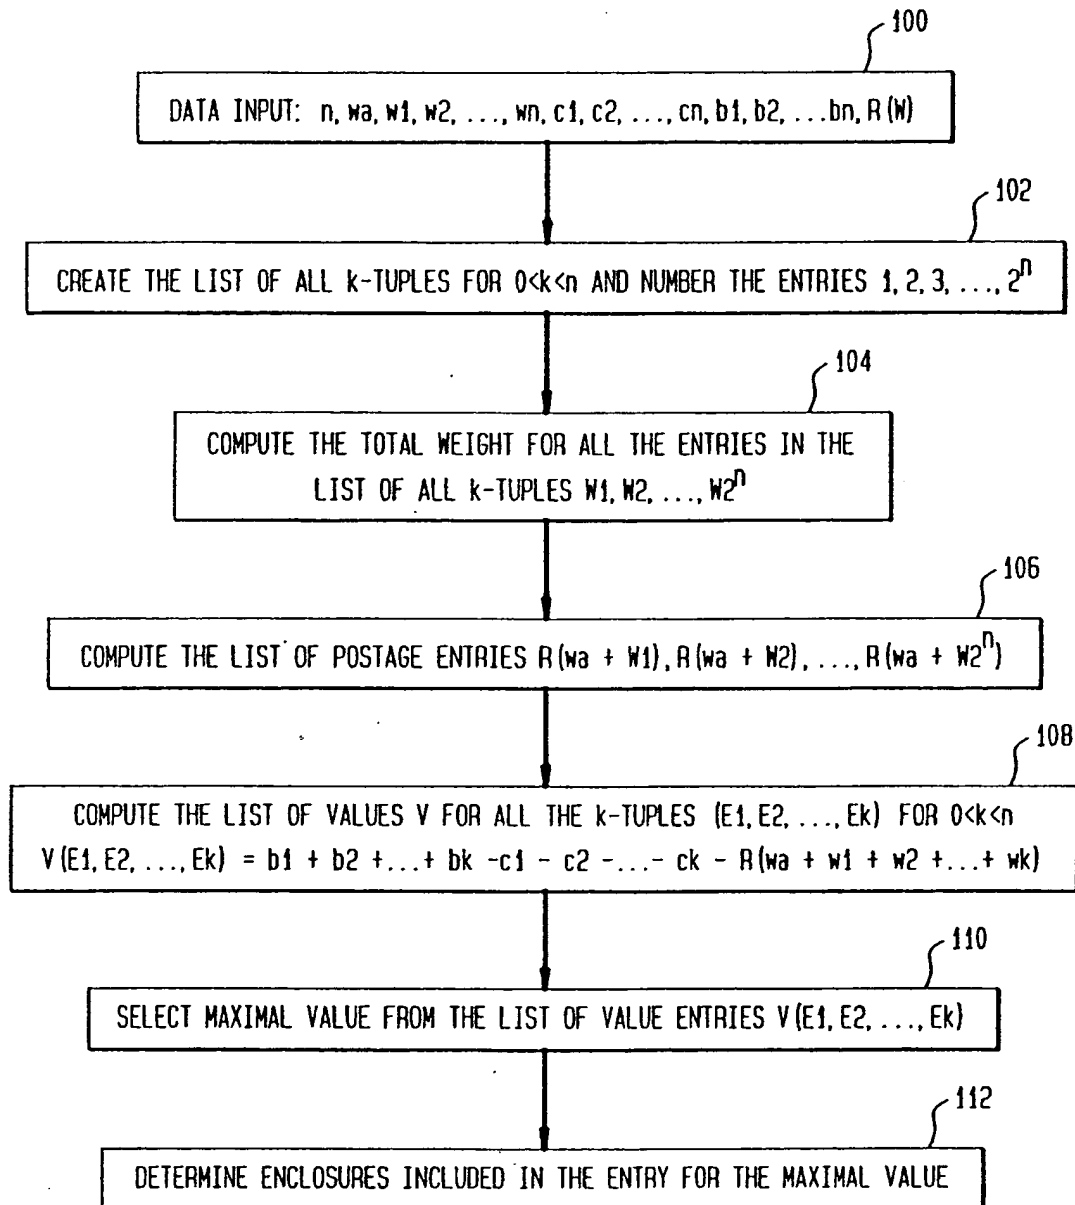 100
DATA INPUT: n, wa, w1, w2, ..., wn, c1, c2, ..., cn, b1, b2, ...bn, R(W)
102
CREATE THE LIST OF ALL k-TUPLES FOR 0<k<n AND NUMBER THE ENTRIES 1, 2, 3, ..., 2^n
104
COMPUTE THE TOTAL WEIGHT FOR ALL THE ENTRIES IN THE
LIST OF ALL k-TUPLES W1, W2, ..., W2^n
106
COMPUTE THE LIST OF POSTAGE ENTRIES R(wa + W1), R(wa + W2), ..., R(wa + W2^n)
108
COMPUTE THE LIST OF VALUES V FOR ALL THE k-TUPLES (E1, E2, ..., Ek) FOR 0<k<n
V(E1, E2, ..., Ek) = b1 + b2 +...+ bk -c1 - c2 -...- ck - R(wa + w1 + w2 +...+ wk)
110
SELECT MAXIMAL VALUE FROM THE LIST OF VALUE ENTRIES V(E1, E2, ..., Ek)
112
DETERMINE ENCLOSURES INCLUDED IN THE ENTRY FOR THE MAXIMAL VALUE